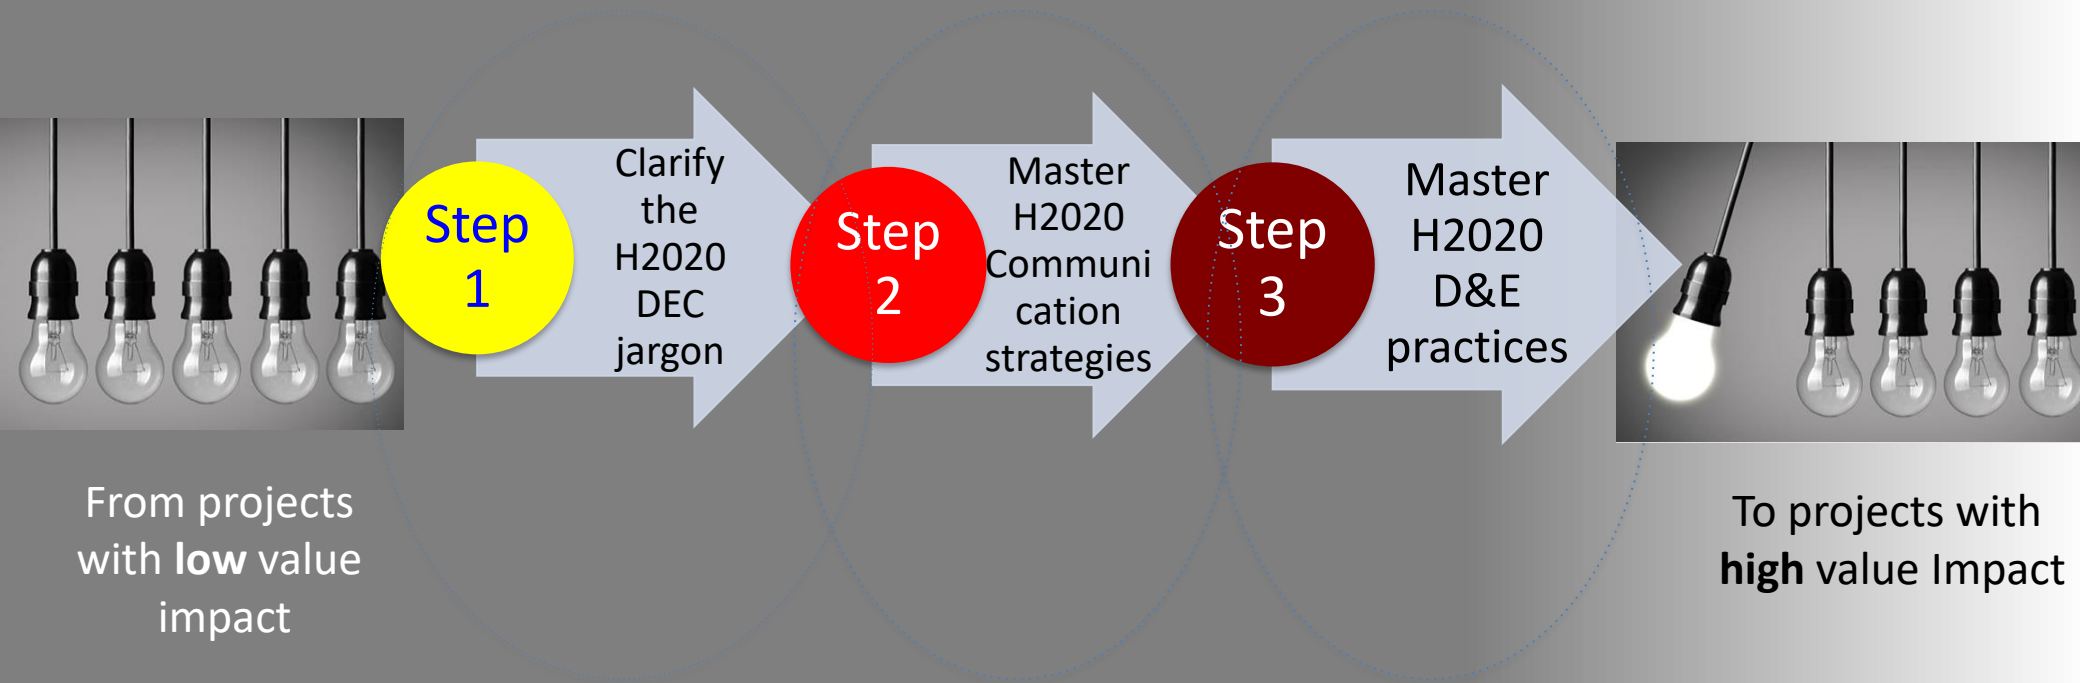 Step
1
Clarify
the
H2020
DEC
jargon
Step
2
Master
H2020
Communi
cation
strategies
Step
3
Master
H2020
D&E
practices
From projects
with low value
impact
To projects with
high value Impact